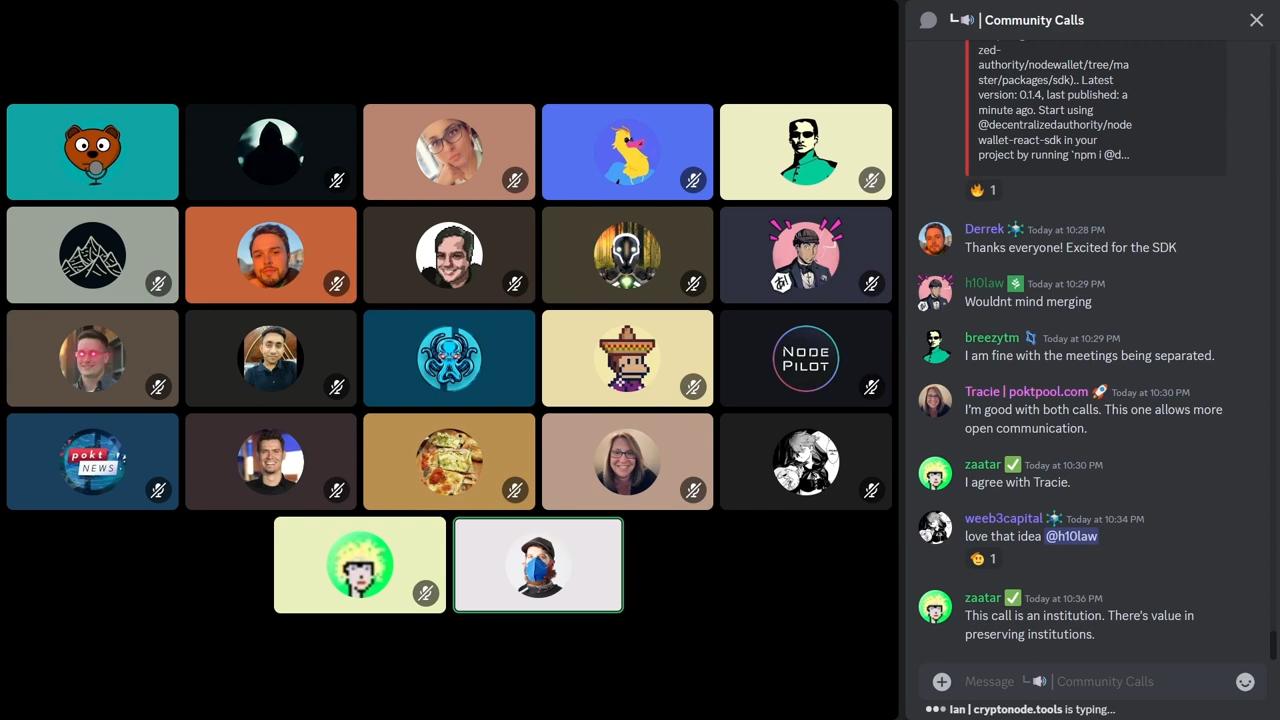 Community Calls
zed-
authority/nodewallet/tree/ma
ster/packages/sdk).. Latest
version: 0.1.4, last published: a
minute ago. Start using
@decentralizedauthority/node
wallet-react-sdk in your
project by running `npm i @d...
🔥 1
Derrek Today at 10:28 PM
Thanks everyone! Excited for the SDK
h10law Today at 10:29 PM
Wouldnt mind merging
breezytm Today at 10:29 PM
I am fine with the meetings being separated.
Tracie | poktpool.com 🚀 Today at 10:30 PM
I'm good with both calls. This one allows more
open communication.
zaatar ✅ Today at 10:30 PM
I agree with Tracie.
weeb3capital Today at 10:34 PM
love that idea @h10law
🫡 1
zaatar ✅ Today at 10:36 PM
This call is an institution. There's value in
preserving institutions.
Message Community Calls
Ian | cryptonode.tools is typing...
NODE
PILOT
pokt
NEWS